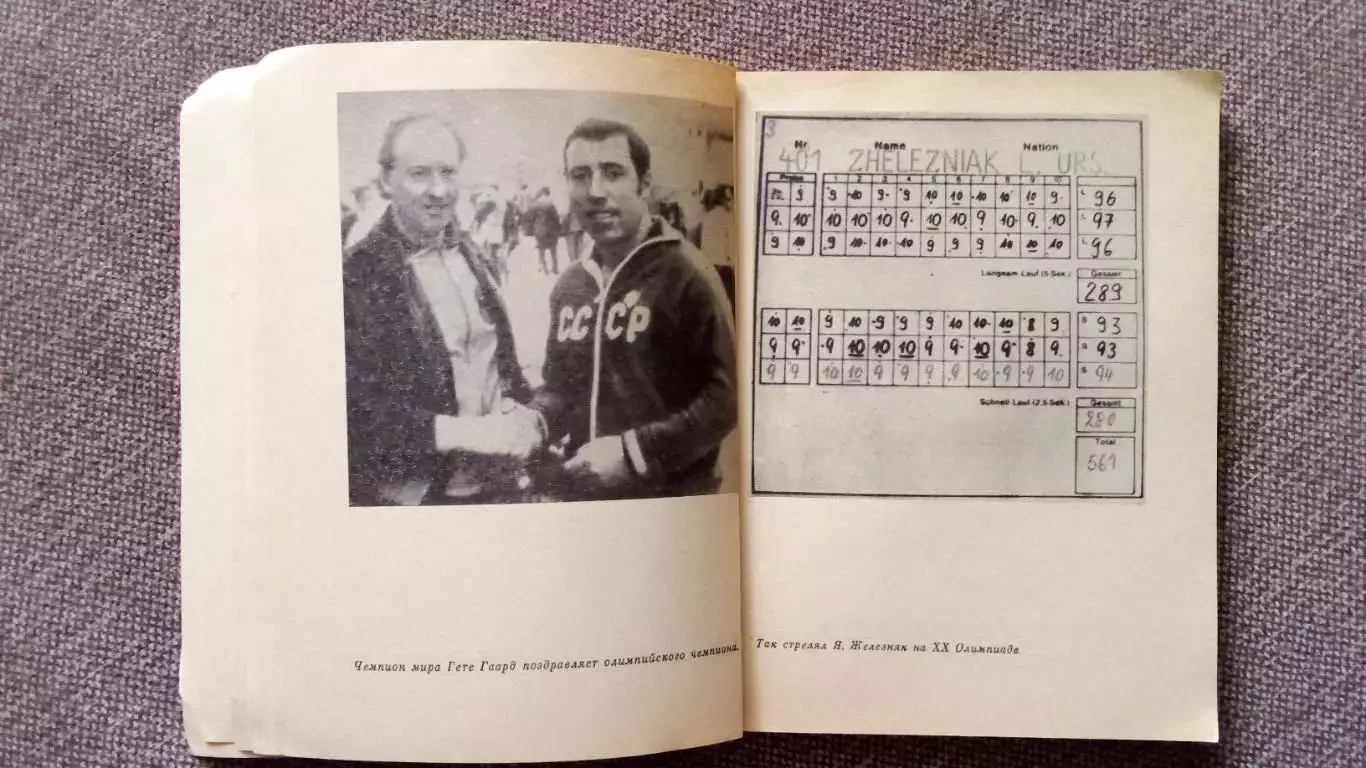 СССР
Чемпион мира Гете Гаард поздравляет олимпийского чемпиона.
3
Nr Name Nation
401 ZHELEZNIAK L. URS.
Probe 1 2 3 4 5 6 7 8 9 10
9 9 10 9 9 10 10 10 10 10 9 L 96
9 10 10 10 10 9 10 10 9 10 9 10 L 97
9 10 9 10 10 10 9 9 9 10 10 10 L 96
Langsam Lauf (5 Sek.) Gesamt
289
10 10 9 10 9 9 9 10 10 10 8 9 S 93
9 9 9 10 10 10 9 9 10 9 8 9 S 93
9 9 10 10 9 9 9 9 10 9 9 10 S 94
Schnell Lauf (2,5 Sek.) Gesamt
280
Total
561
Так стрелял Я. Железняк на XX Олимпиаде